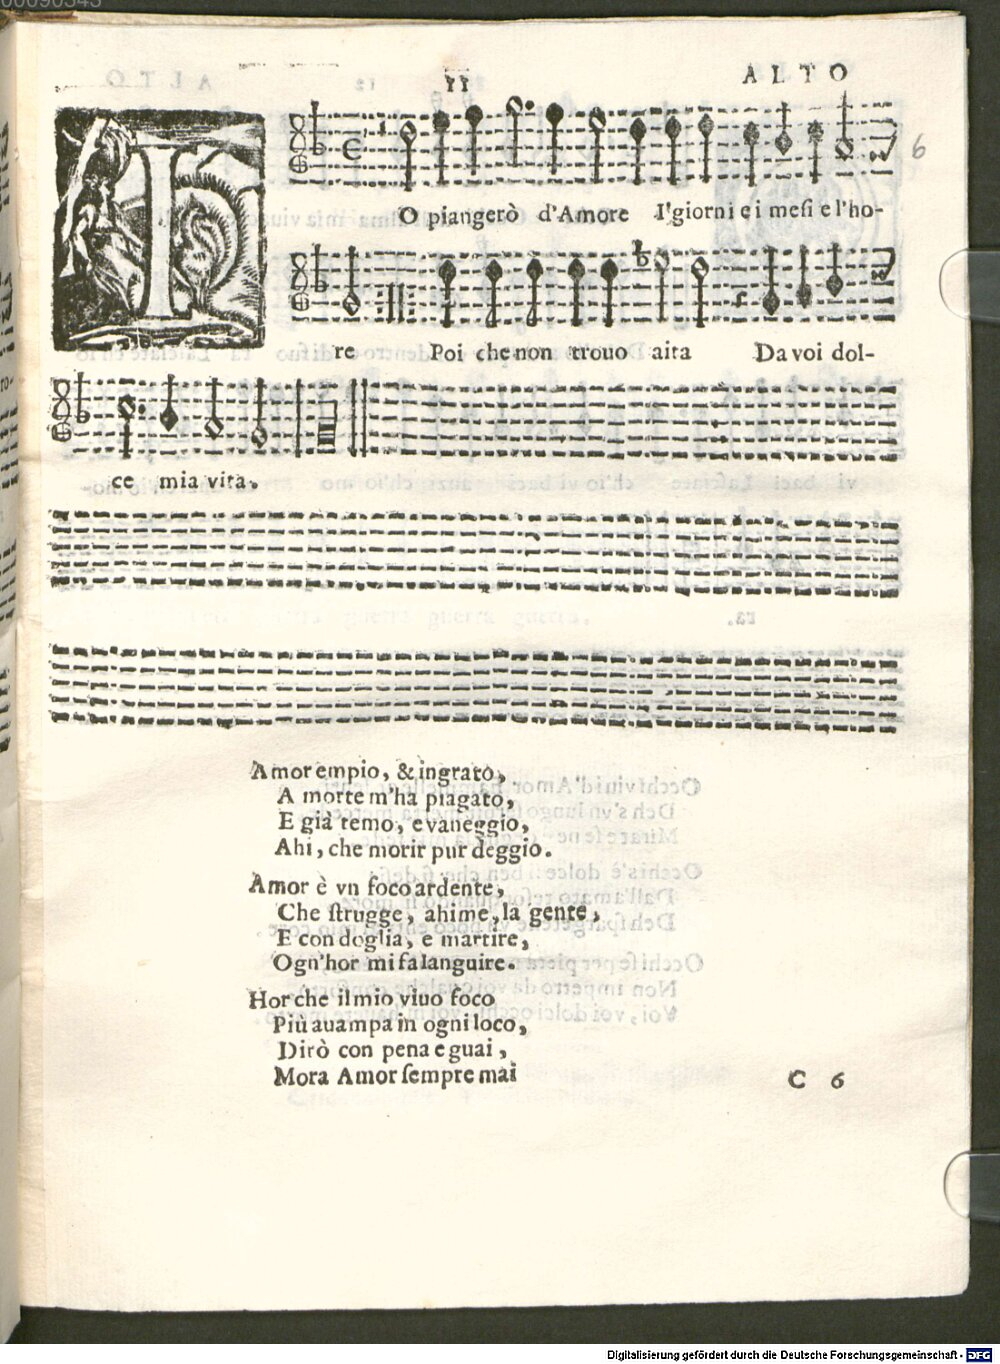 00090343
11 ALTO
6
IO piangerò d'Amore I'giorni e i mesi e l'ho-
re Poi che non trouo aita Da voi dol-
ce mia vita,
Amor empio, & ingrato,
A morte m'ha piagato,
E già temo, e vaneggio,
Ahi, che morir pur deggio.
Amor è vn foco ardente,
Che ſtrugge, ahime, la gente,
E con doglia, e martire,
Ogn'hor mi fa languire.
Hor che il mio viuo foco
Più auampa in ogni loco,
Dirò con pena e guai,
Mora Amor ſempre mai
C 6
Digitalisierung gefördert durch die Deutsche Forschungsgemeinschaft - DFG